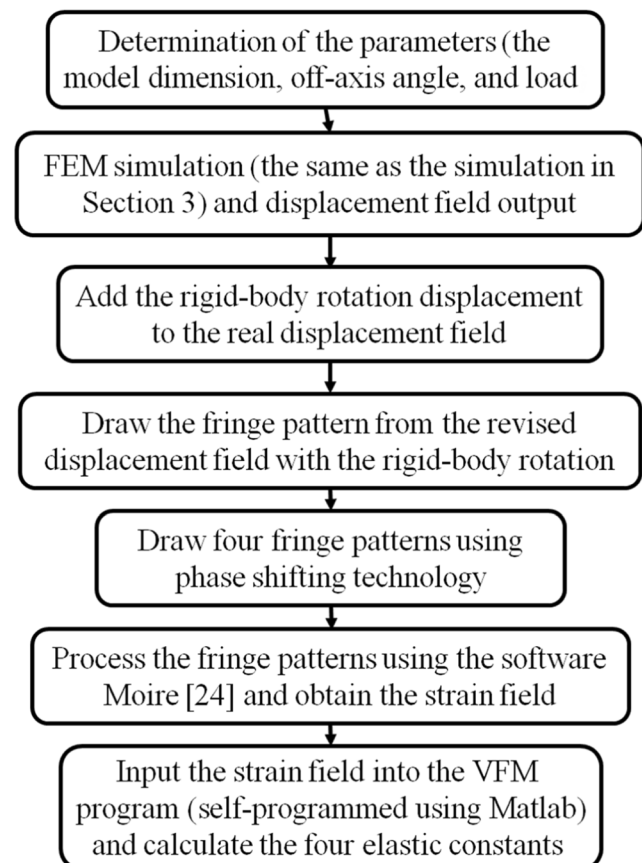 Determination of the parameters (the
model dimension, off-axis angle, and load
FEM simulation (the same as the simulation in
Section 3) and displacement field output
Add the rigid-body rotation displacement
to the real displacement field
Draw the fringe pattern from the revised
displacement field with the rigid-body rotation
Draw four fringe patterns using
phase shifting technology
Process the fringe patterns using the software
Moire [24] and obtain the strain field
Input the strain field into the VFM
program (self-programmed using Matlab)
and calculate the four elastic constants